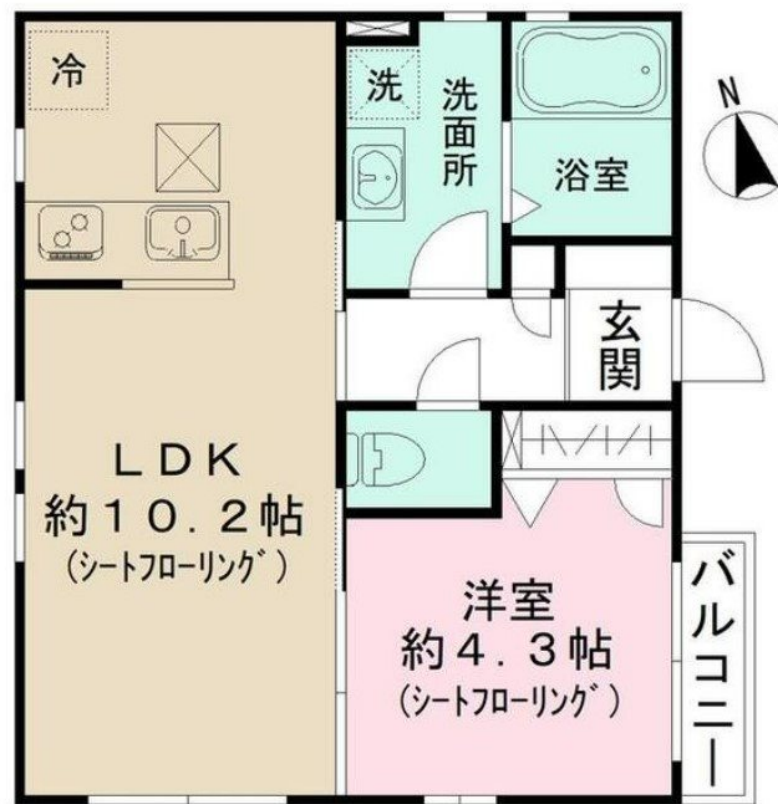 冷
洗
洗面所
浴室
N
玄関
LDK
約10.2帖
(シートフローリング)
洋室
約4.3帖
(シートフローリング)
バルコニー